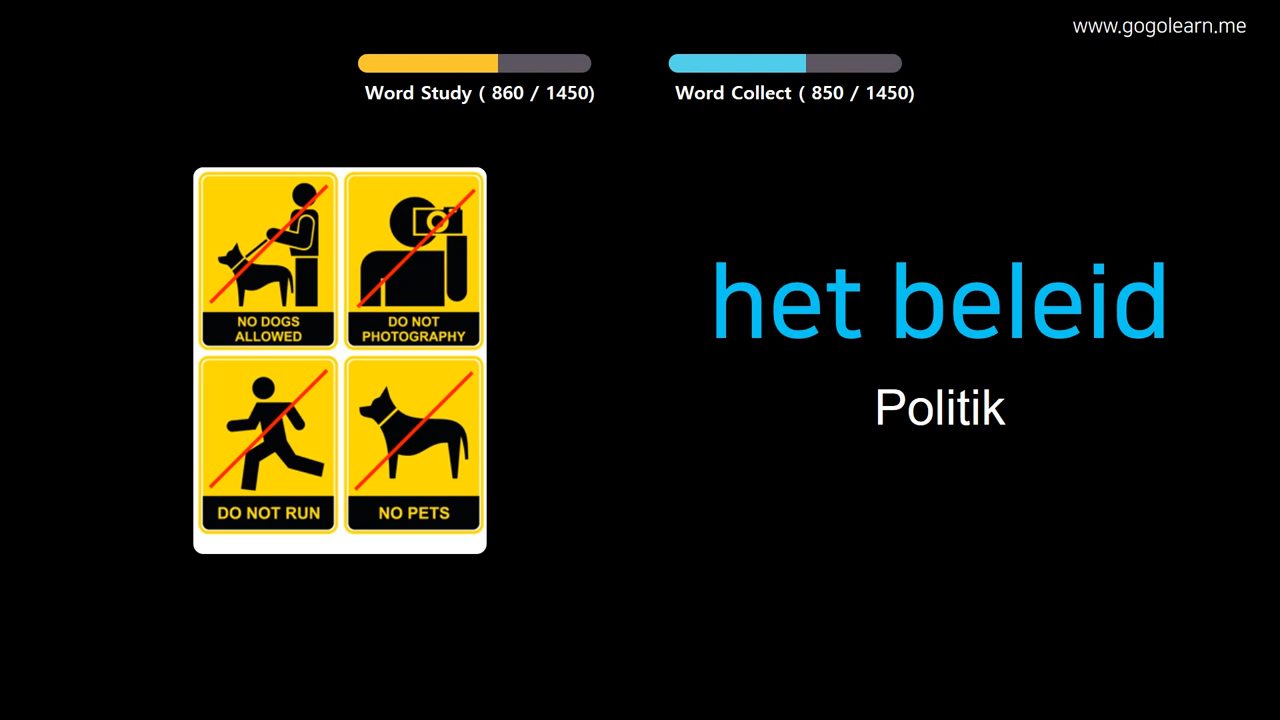 www.gogolearn.me
Word Study ( 860 / 1450)
Word Collect ( 850 / 1450)
NO DOGS
ALLOWED
DO NOT
PHOTOGRAPHY
DO NOT RUN
NO PETS
het beleid
Politik